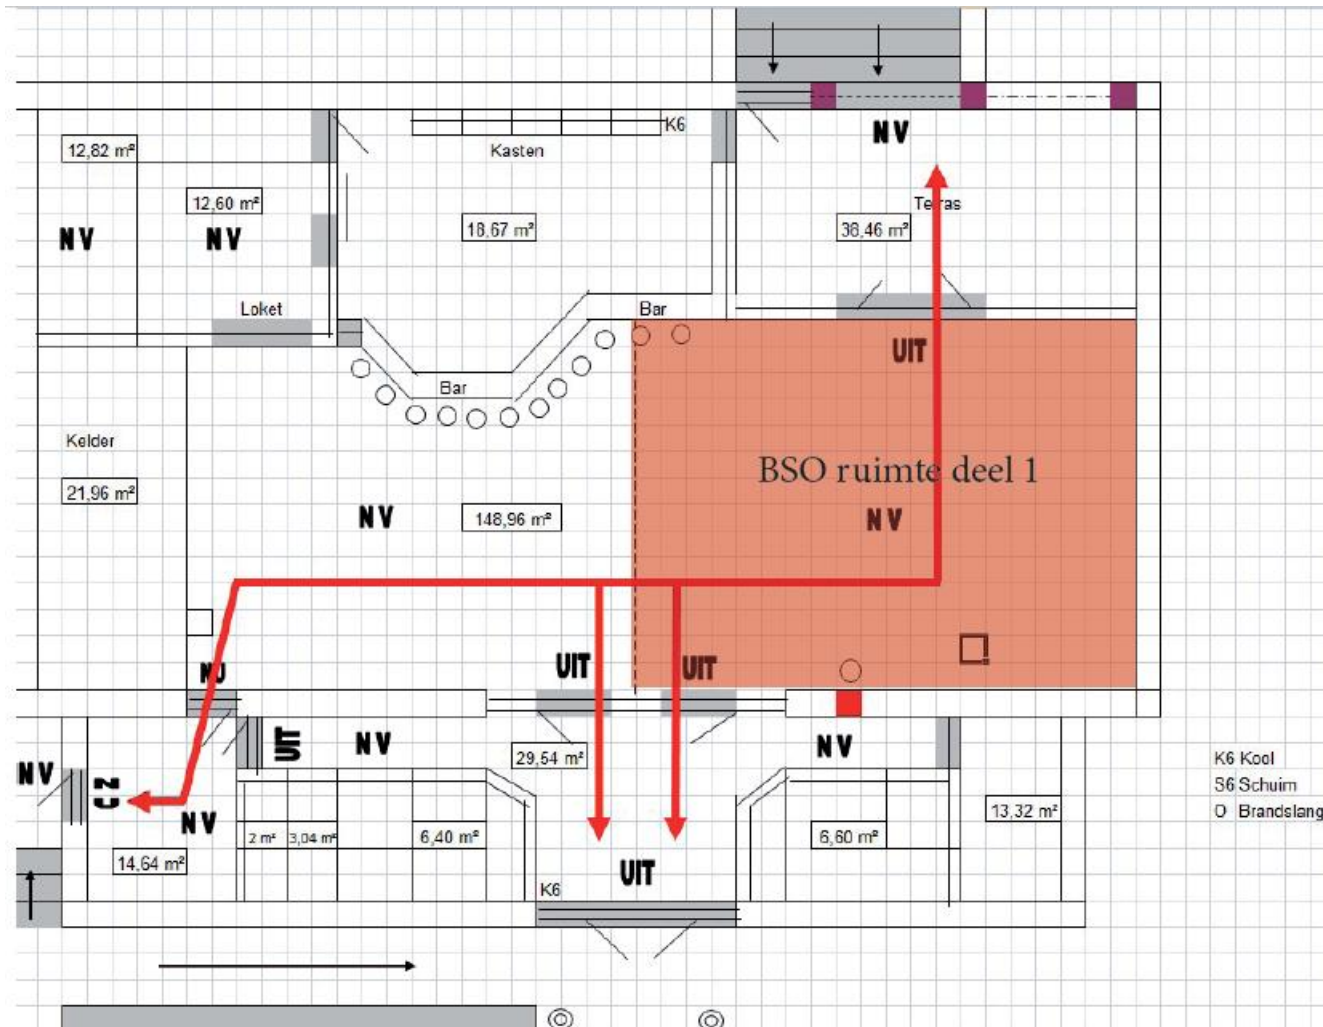 K6
Kasten
12,82 m²
NV
12,60 m²
Terras
NV
NV
18,67 m²
38,46 m²
Loket
Bar
UIT
Bar
Kelder
BSO ruimte deel 1
21,96 m²
NV
148,96 m²
NV
UIT
UIT
NU
UIT
NV
29,54 m²
NV
K6 Kool
NV
S6 Schuim
NV
2 m²
3,04 m²
6,40 m²
6,60 m²
13,32 m²
O Brandslang
14,64 m²
UIT
K6